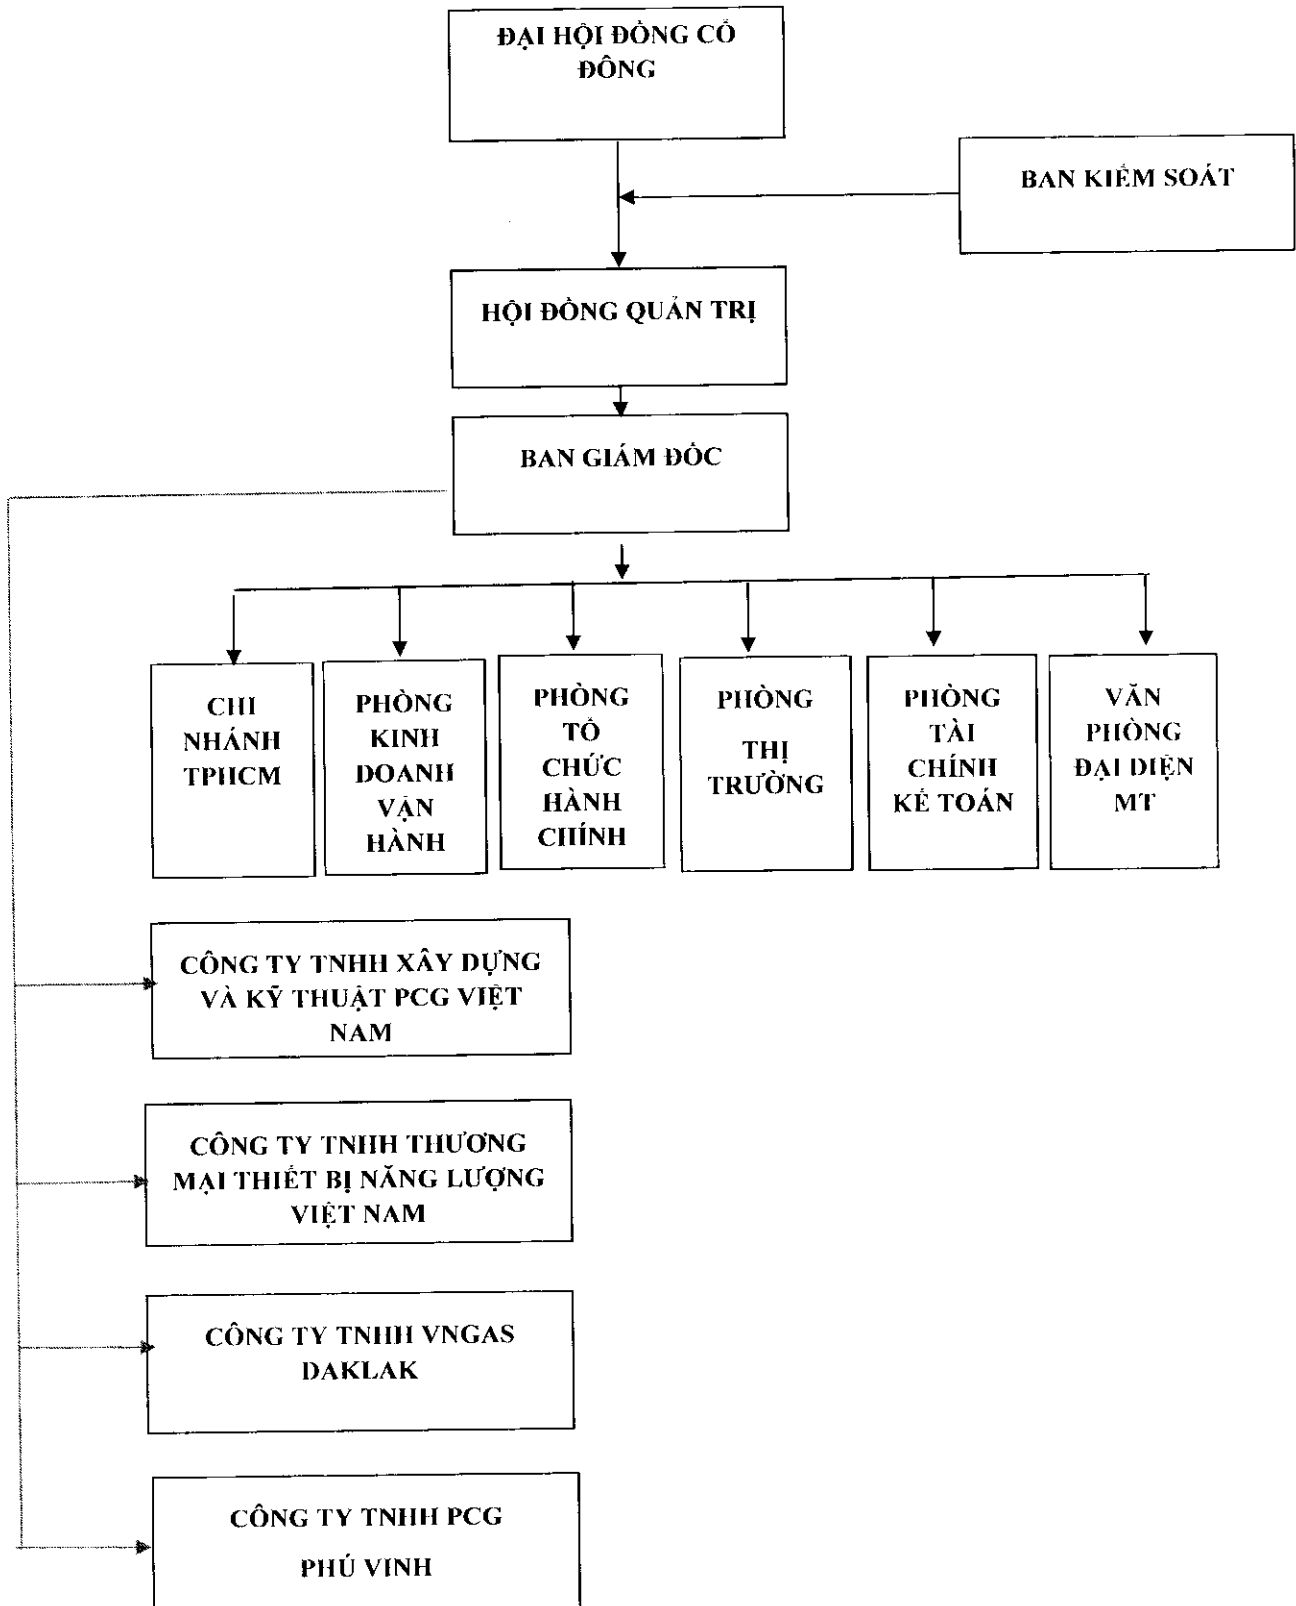 ĐẠI HỘI ĐỒNG CỔ
ĐÔNG
BAN KIỂM SOÁT
HỘI ĐỒNG QUẢN TRỊ
BAN GIÁM ĐỐC
CHI
NHÁNH
TPHCM
PHÒNG
KINH
DOANH
VẬN
HÀNH
PHÒNG
TỔ
CHỨC
HÀNH
CHÍNH
PHÒNG
THỊ
TRƯỜNG
PHÒNG
TÀI
CHÍNH
KẾ TOÁN
VĂN
PHÒNG
ĐẠI DIỆN
MT
CÔNG TY TNHH XÂY DỰNG
VÀ KỸ THUẬT PCG VIỆT
NAM
CÔNG TY TNHH THƯƠNG
MẠI THIẾT BỊ NĂNG LƯỢNG
VIỆT NAM
CÔNG TY TNHH VNGAS
DAKLAK
CÔNG TY TNHH PCG
PHÚ VINH